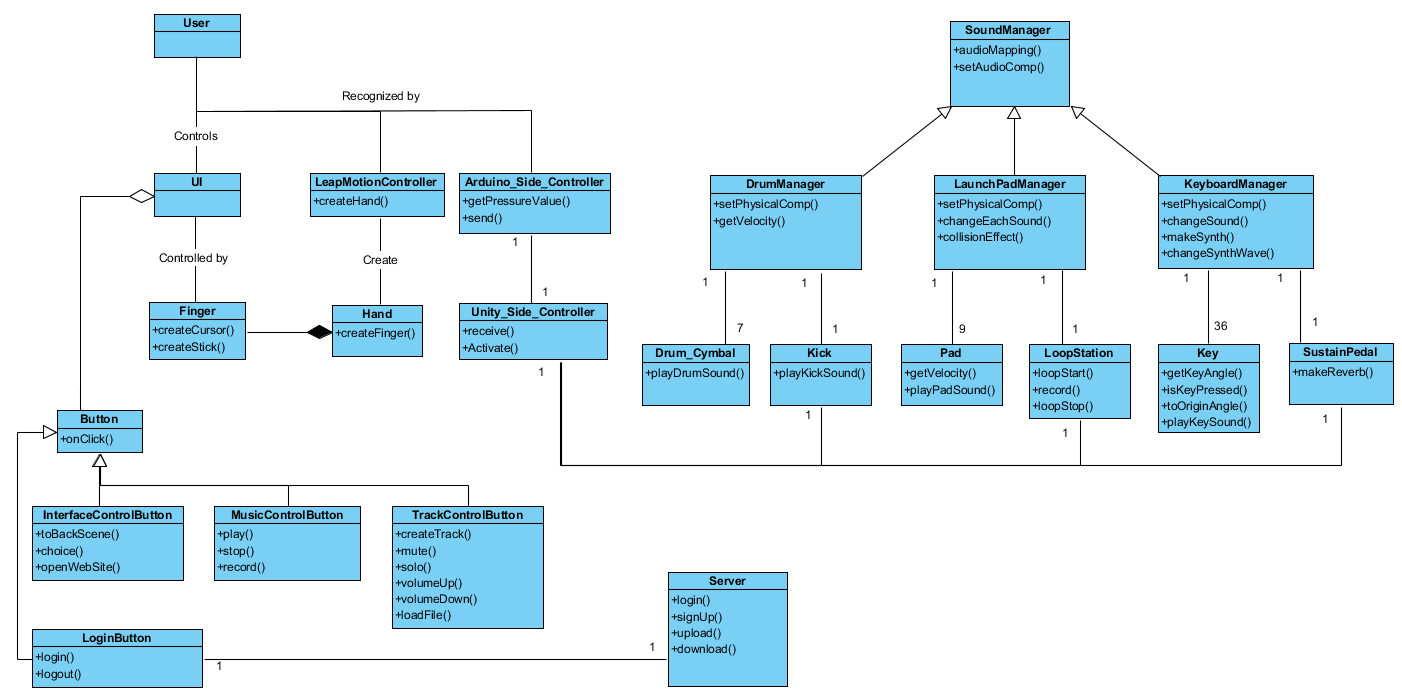 User
SoundManager
+audioMapping()
+setAudioComp()
Recognized by
Controls
UI
LeapMotionController
+createHand()
Arduino_Side_Controller
+getPressureValue()
+send()
DrumManager
+setPhysicalComp()
+getVelocity()
LaunchPadManager
+setPhysicalComp()
+changeEachSound()
+collisionEffect()
KeyboardManager
+setPhysicalComp()
+changeSound()
+makeSynth()
+changeSynthWave()
1
Controlled by
Create
1
1
1
1
1
1
1
Finger
+createCursor()
+createStick()
Hand
+createFinger()
Unity_Side_Controller
+receive()
+Activate()
7
1
9
1
36
1
Drum_Cymbal
+playDrumSound()
Kick
+playKickSound()
Pad
+getVelocity()
+playPadSound()
LoopStation
+loopStart()
+record()
+loopStop()
Key
+getKeyAngle()
+isKeyPressed()
+toOriginAngle()
+playKeySound()
SustainPedal
+makeReverb()
1
1
1
1
Button
+onClick()
InterfaceControlButton
+toBackScene()
+choice()
+openWebSite()
MusicControlButton
+play()
+stop()
+record()
TrackControlButton
+createTrack()
+mute()
+solo()
+volumeUp()
+volumeDown()
+loadFile()
Server
+login()
+signUp()
+upload()
+download()
LoginButton
+login()
+logout()
1
1